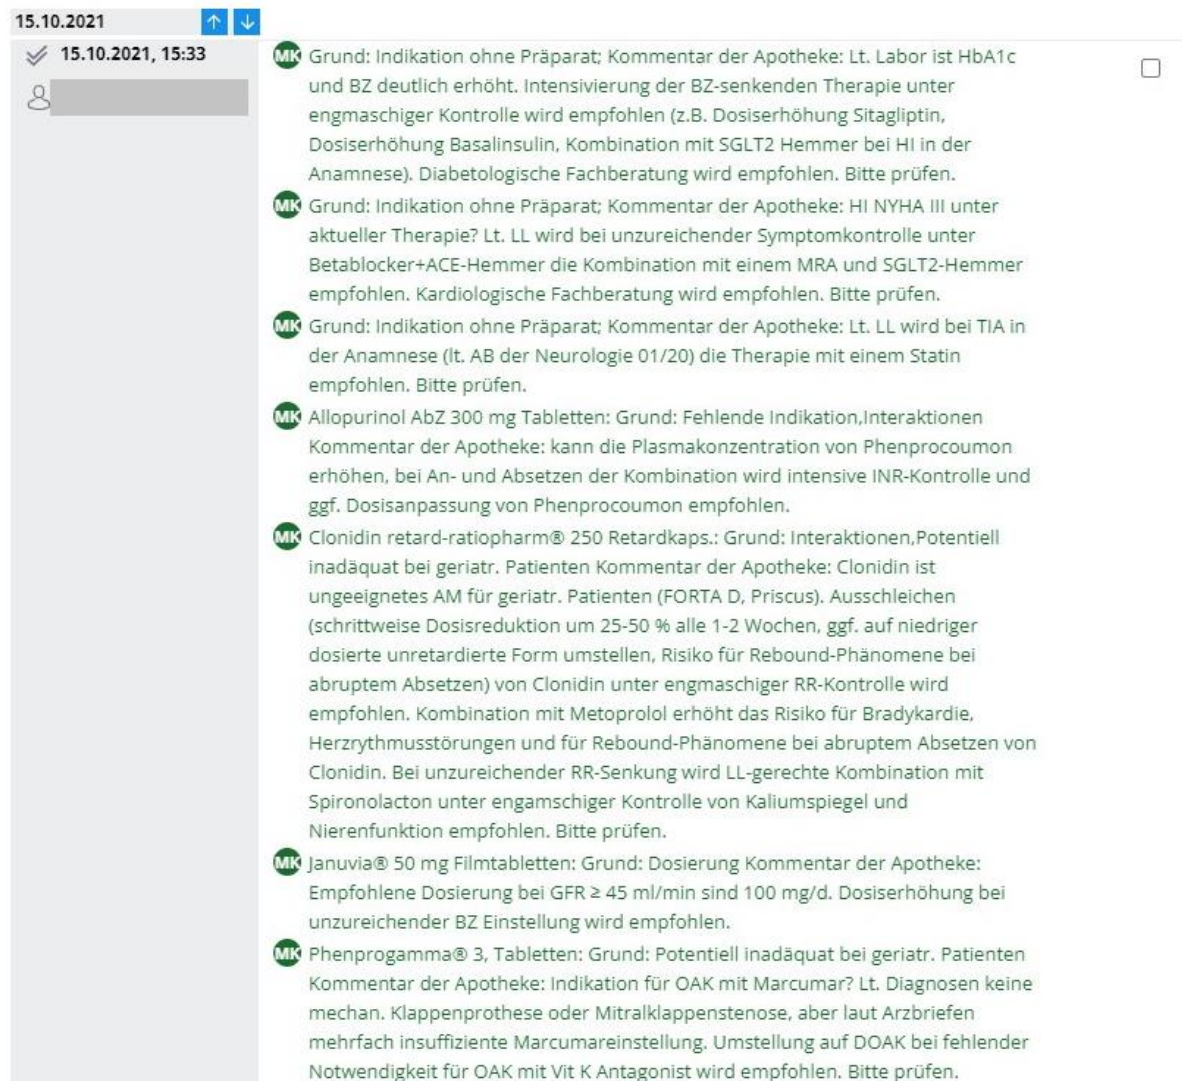 15.10.2021
15.10.2021, 15:33
MK Grund: Indikation ohne Präparat; Kommentar der Apotheke: Lt. Labor ist HbA1c
und BZ deutlich erhöht. Intensivierung der BZ-senkenden Therapie unter
engmaschiger Kontrolle wird empfohlen (z.B. Dosiserhöhung Sitagliptin,
Dosiserhöhung Basalinsulin, Kombination mit SGLT2 Hemmer bei HI in der
Anamnese). Diabetologische Fachberatung wird empfohlen. Bitte prüfen.
MK Grund: Indikation ohne Präparat; Kommentar der Apotheke: HI NYHA III unter
aktueller Therapie? Lt. LL wird bei unzureichender Symptomkontrolle unter
Betablocker+ACE-Hemmer die Kombination mit einem MRA und SGLT2-Hemmer
empfohlen. Kardiologische Fachberatung wird empfohlen. Bitte prüfen.
MK Grund: Indikation ohne Präparat; Kommentar der Apotheke: Lt. LL wird bei TIA in
der Anamnese (lt. AB der Neurologie 01/20) die Therapie mit einem Statin
empfohlen. Bitte prüfen.
MK Allopurinol AbZ 300 mg Tabletten: Grund: Fehlende Indikation,Interaktionen
Kommentar der Apotheke: kann die Plasmakonzentration von Phenprocoumon
erhöhen, bei An- und Absetzen der Kombination wird intensive INR-Kontrolle und
ggf. Dosisanpassung von Phenprocoumon empfohlen.
MK Clonidin retard-ratiopharm® 250 Retardkaps.: Grund: Interaktionen,Potentiell
inadäquat bei geriatr. Patienten Kommentar der Apotheke: Clonidin ist
ungeeignetes AM für geriatr. Patienten (FORTA D, Priscus). Ausschleichen
(schrittweise Dosisreduktion um 25-50 % alle 1-2 Wochen, ggf. auf niedriger
dosierte unretardierte Form umstellen, Risiko für Rebound-Phänomene bei
abruptem Absetzen) von Clonidin unter engmaschiger RR-Kontrolle wird
empfohlen. Kombination mit Metoprolol erhöht das Risiko für Bradykardie,
Herzrythmusstörungen und für Rebound-Phänomene bei abruptem Absetzen von
Clonidin. Bei unzureichender RR-Senkung wird LL-gerechte Kombination mit
Spironolacton unter engamschiger Kontrolle von Kaliumspiegel und
Nierenfunktion empfohlen. Bitte prüfen.
MK Januvia® 50 mg Filmtabletten: Grund: Dosierung Kommentar der Apotheke:
Empfohlene Dosierung bei GFR ≥ 45 ml/min sind 100 mg/d. Dosiserhöhung bei
unzureichender BZ Einstellung wird empfohlen.
MK Phenprogamma® 3, Tabletten: Grund: Potentiell inadäquat bei geriatr. Patienten
Kommentar der Apotheke: Indikation für OAK mit Marcumar? Lt. Diagnosen keine
mechan. Klappenprothese oder Mitralklappenstenose, aber laut Arzbriefen
mehrfach insuffiziente Marcumareinstellung. Umstellung auf DOAK bei fehlender
Notwendigkeit für OAK mit Vit K Antagonist wird empfohlen. Bitte prüfen.